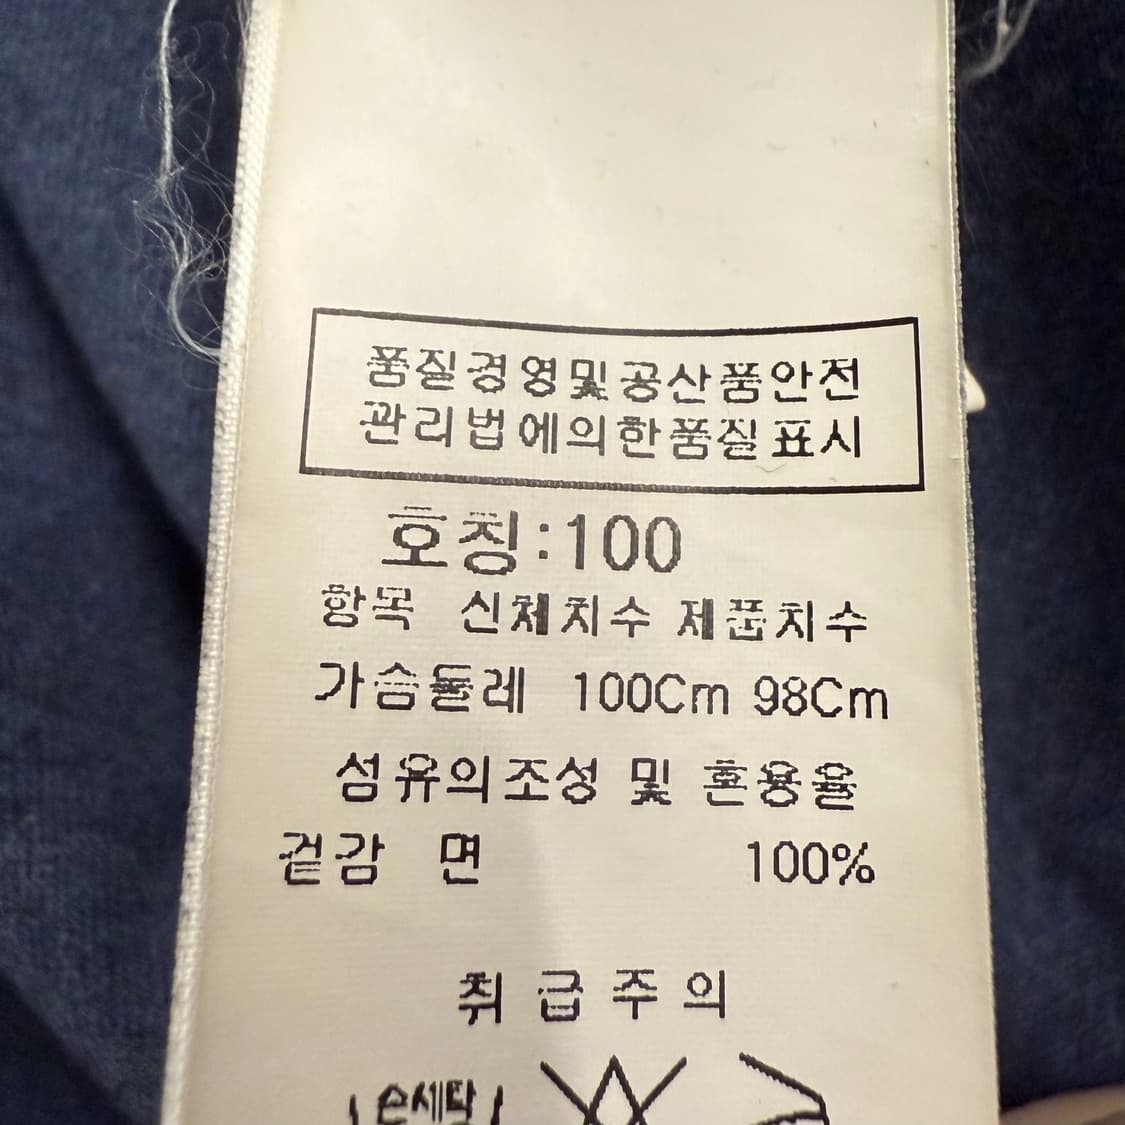 품질경영및공산품안전
관리법에의한품질표시
호칭:100
항목 신체치수 제품치수
가슴둘레 100Cm 98Cm
섬유의조성 및 혼용율
겉감 면 100%
취급주의
손세탁